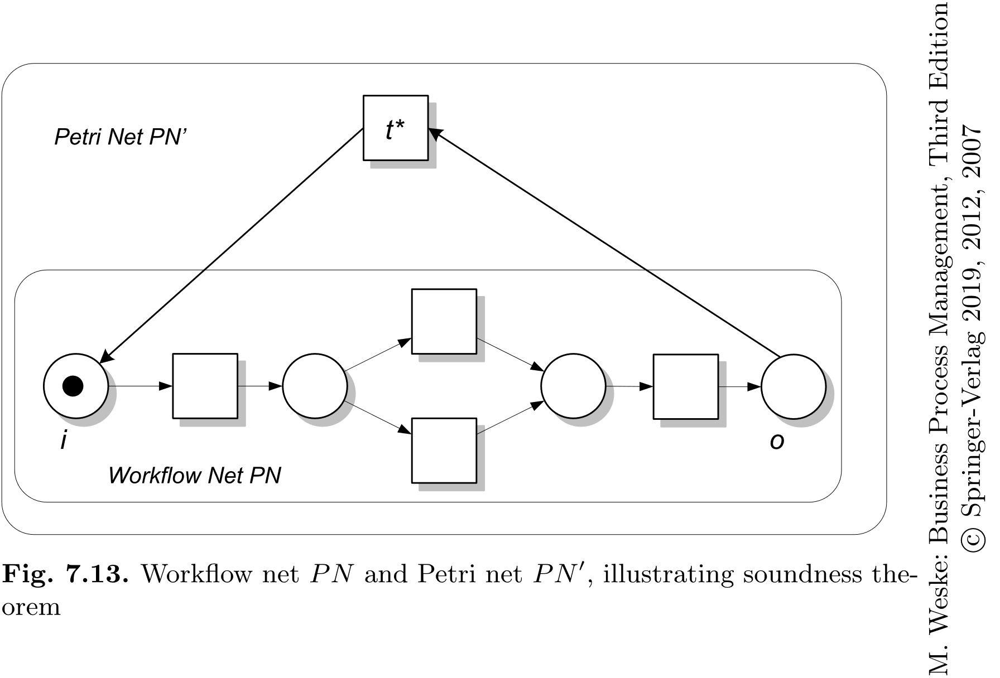 Petri Net PN’
t*
i
o
Workflow Net PN
Fig. 7.13. Workflow net PN and Petri net PN′, illustrating soundness the-
orem
M. Weske: Business Process Management, Third Edition
© Springer-Verlag 2019, 2012, 2007